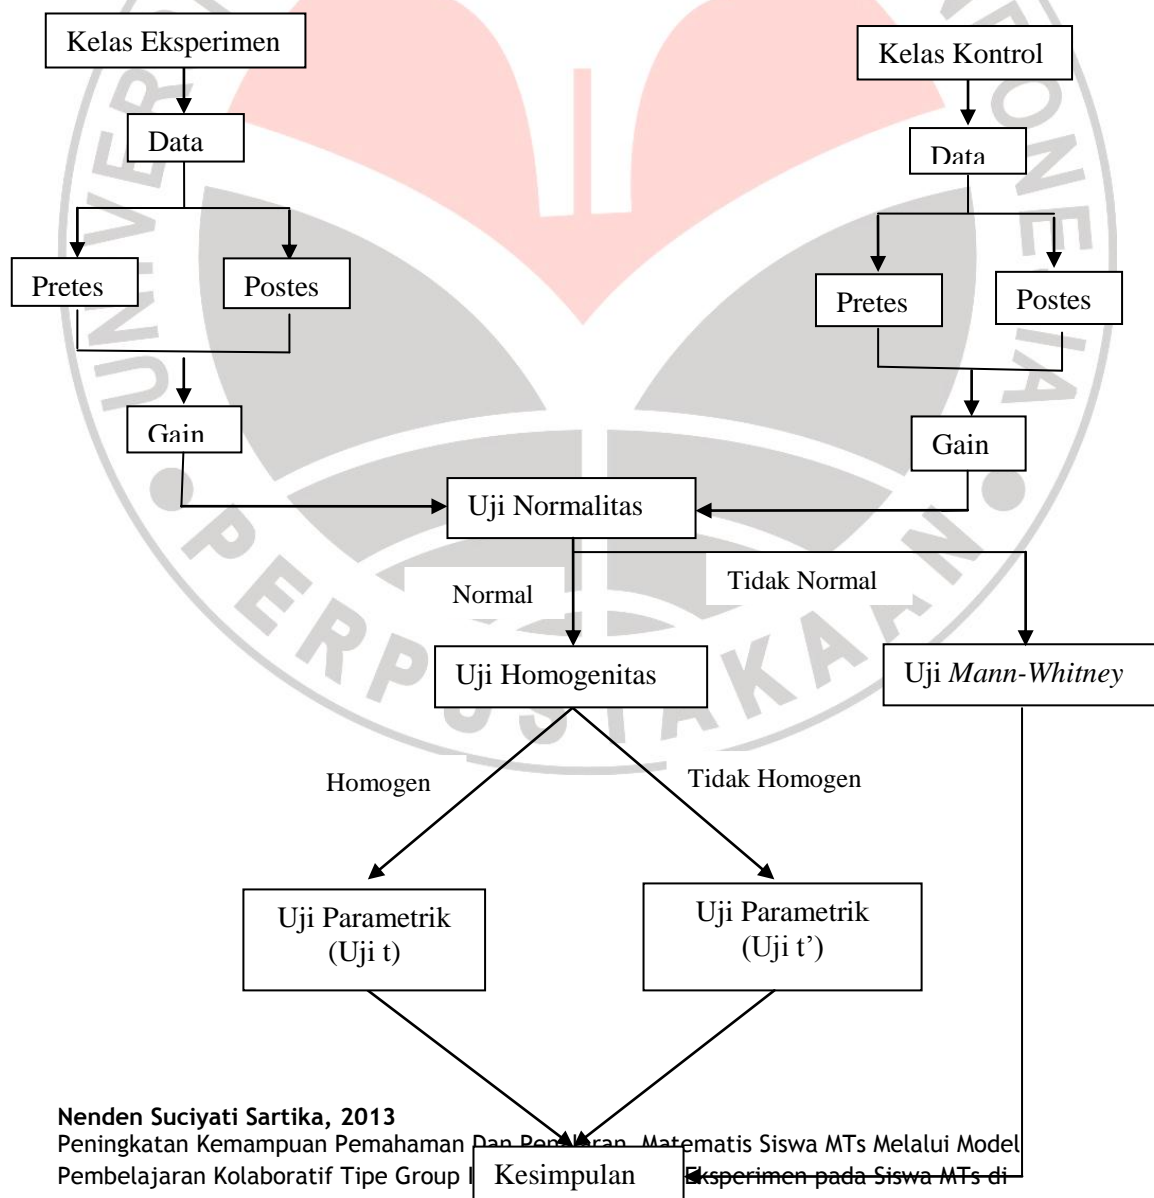 Kelas Eksperimen
Kelas Kontrol
Data
Data
Pretes
Postes
Pretes
Postes
Gain
Gain
Uji Normalitas
Normal
Tidak Normal
Uji Homogenitas
Uji Mann-Whitney
Homogen
Tidak Homogen
Uji Parametrik
(Uji t)
Uji Parametrik
(Uji t’)
Nenden Suciyati Sartika, 2013
Peningkatan Kemampuan Pemahaman Dan Matematis Siswa MTs Melalui Model
Pembelajaran Kolaboratif Tipe Group Eksperimen pada Siswa MTs di
Kesimpulan
PERPUSTAKAAN